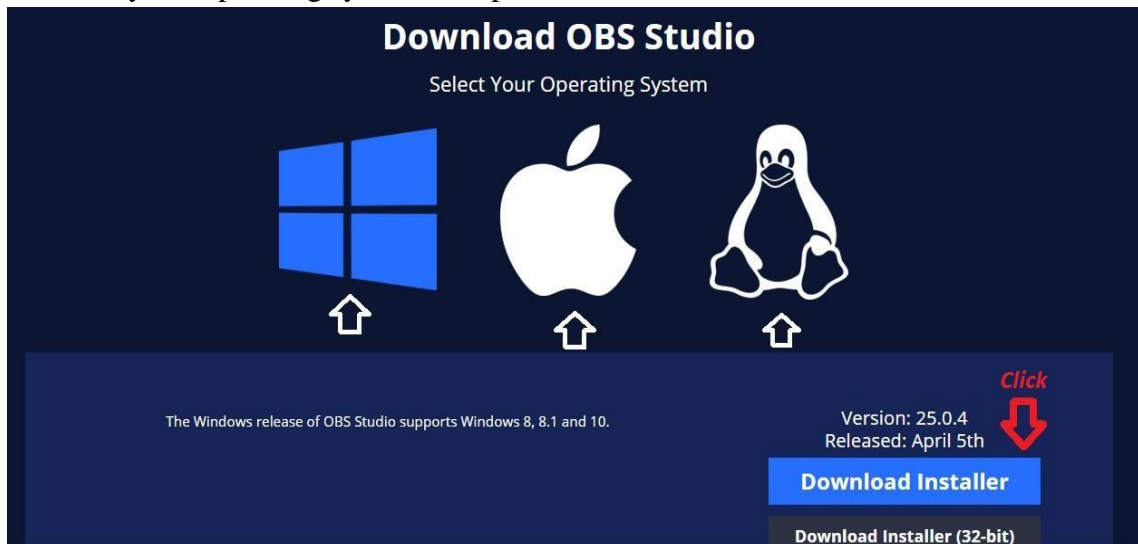 Download OBS Studio
Select Your Operating System
Click
The Windows release of OBS Studio supports Windows 8, 8.1 and 10.
Version: 25.0.4
Released: April 5th
Download Installer
Download Installer (32-bit)